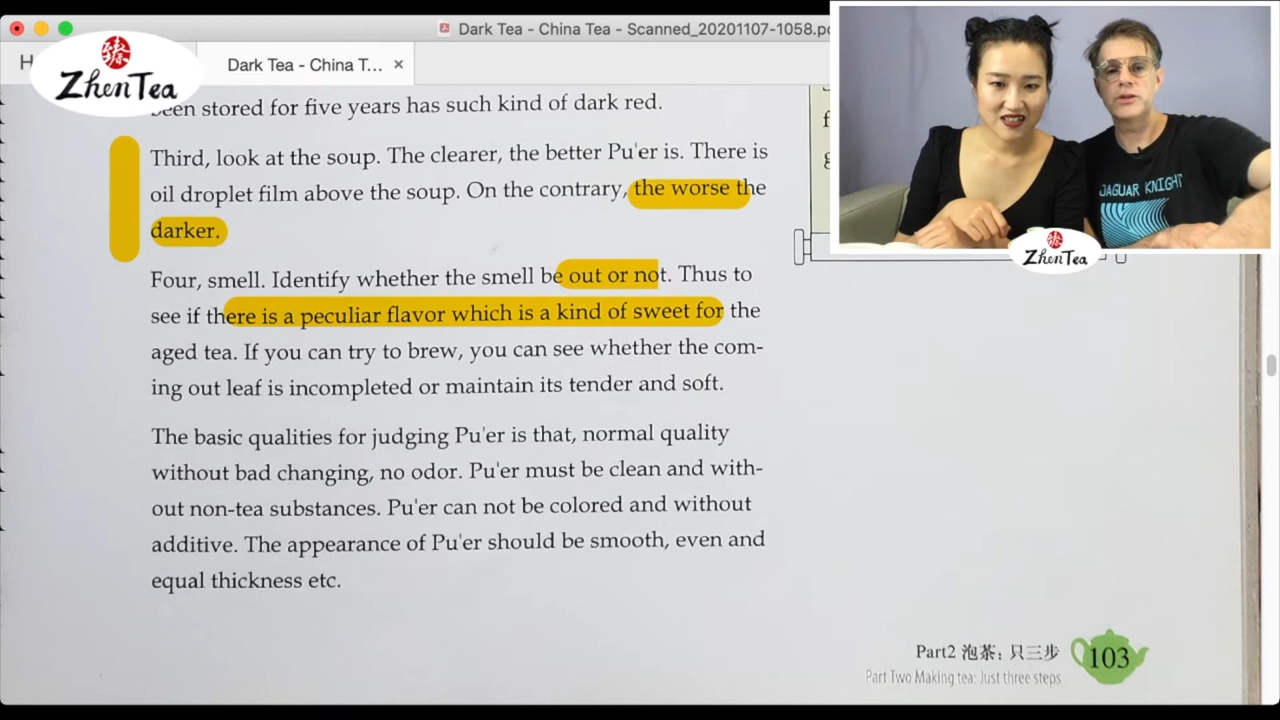 Dark Tea - China Tea - Scanned_20201107-1058.pd
H
臻
ZhenTea
Dark Tea - China T... ×
been stored for five years has such kind of dark red.
Third, look at the soup. The clearer, the better Pu'er is. There is
oil droplet film above the soup. On the contrary, the worse the
darker.
Four, smell. Identify whether the smell be out or not. Thus to
see if there is a peculiar flavor which is a kind of sweet for the
aged tea. If you can try to brew, you can see whether the com-
ing out leaf is incompleted or maintain its tender and soft.
The basic qualities for judging Pu'er is that, normal quality
without bad changing, no odor. Pu'er must be clean and with-
out non-tea substances. Pu'er can not be colored and without
additive. The appearance of Pu'er should be smooth, even and
equal thickness etc.
f
g
JAGUAR KNIGHT
臻
ZhenTea
Part2 泡茶：只三步
103
Part Two Making tea: Just three steps